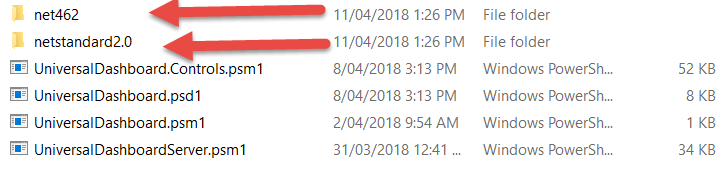 net462 11/04/2018 1:26 PM File folder
netstandard2.0 11/04/2018 1:26 PM File folder
UniversalDashboard.Controls.psm1 8/04/2018 3:13 PM Windows PowerSh... 52 KB
UniversalDashboard.psd1 8/04/2018 3:13 PM Windows PowerSh... 8 KB
UniversalDashboard.psm1 2/04/2018 9:54 AM Windows PowerSh... 1 KB
UniversalDashboardServer.psm1 31/03/2018 12:41 ... Windows PowerSh... 34 KB